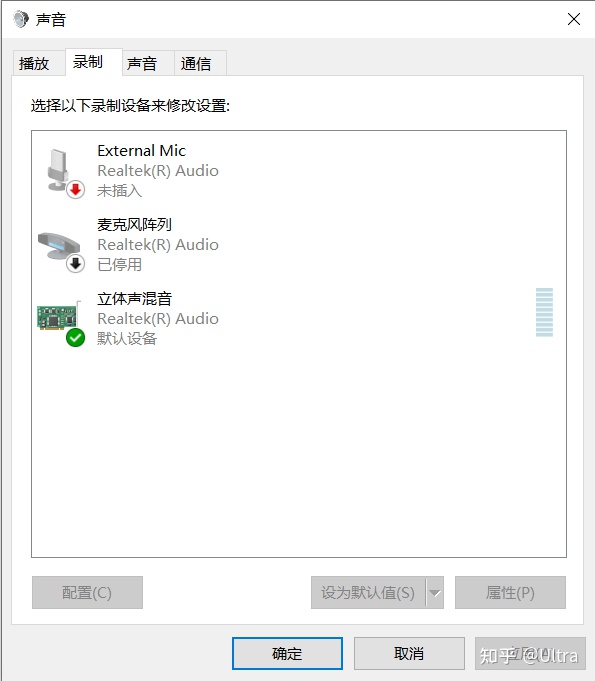 声音
播放 录制 声音 通信
选择以下录制设备来修改设置:
External Mic
Realtek(R) Audio
未插入
麦克风阵列
Realtek(R) Audio
已停用
立体声混音
Realtek(R) Audio
默认设备
配置(C) 设为默认值(S) 属性(P)
确定 取消
知乎 @Ultra